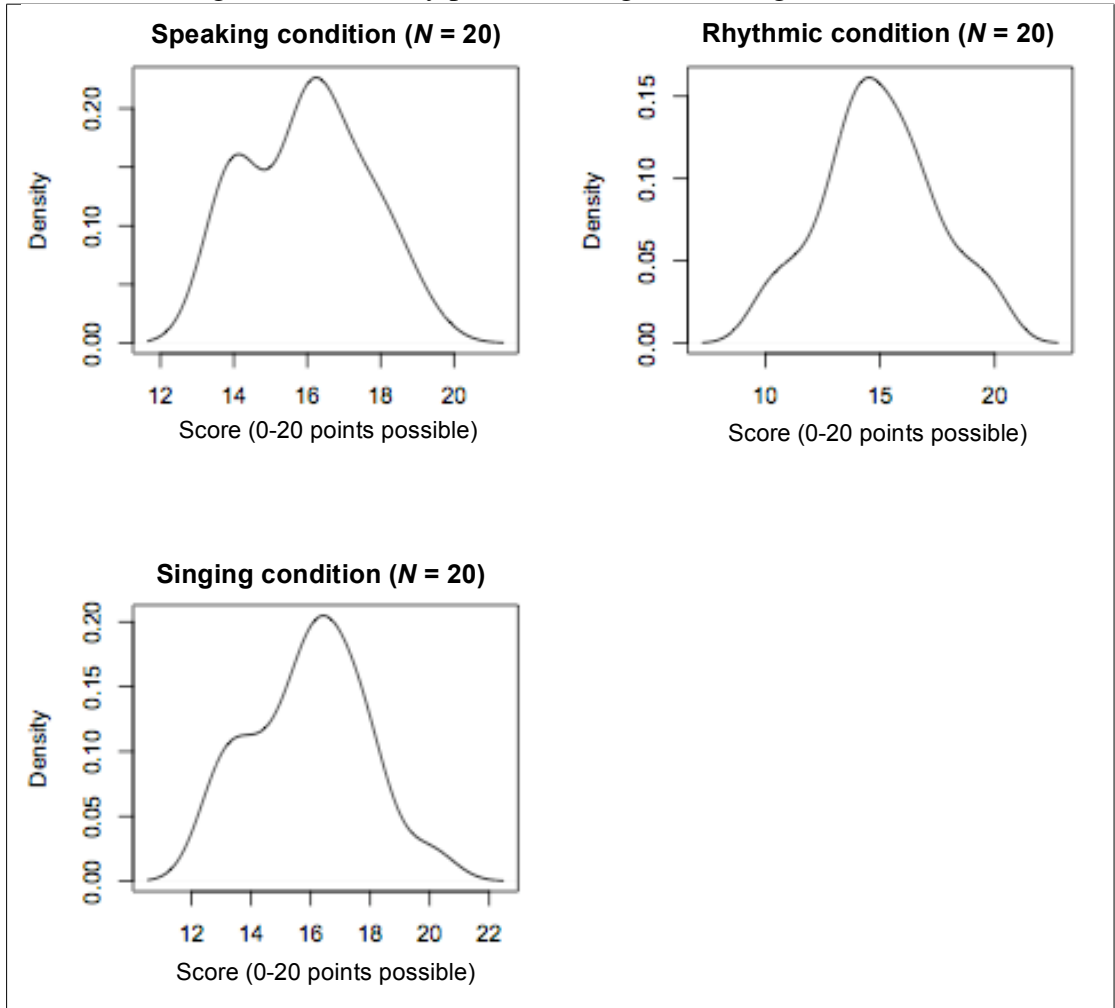 Speaking condition (N = 20)
0.20
0.10
0.00
Density
12 14 16 18 20
Score (0-20 points possible)
Rhythmic condition (N = 20)
0.15
0.10
0.05
0.00
Density
10 15 20
Score (0-20 points possible)
Singing condition (N = 20)
0.20
0.15
0.10
0.05
0.00
Density
12 14 16 18 20 22
Score (0-20 points possible)